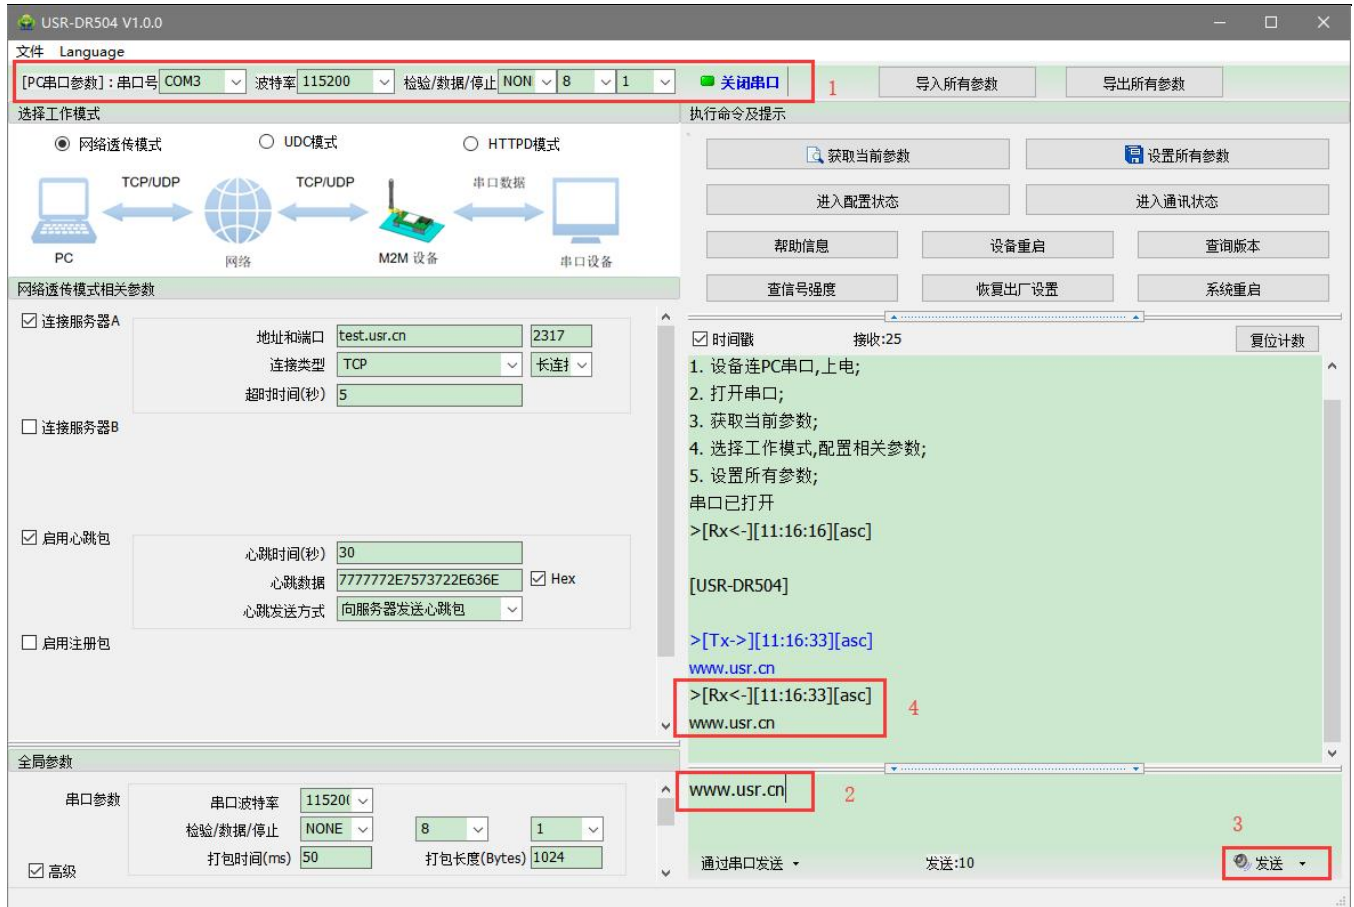 USR-DR504 V1.0.0
文件 Language
[PC串口参数]：串口号 COM3 波特率 115200 检验/数据/停止 NON 8 1 关闭串口 1 导入所有参数 导出所有参数
选择工作模式
网络透传模式 UDC模式 HTTPD模式
TCP/UDP TCP/UDP 串口数据
PC 网络 M2M 设备 串口设备
网络透传模式相关参数
连接服务器A
地址和端口 test.usr.cn 2317
连接类型 TCP 长连接
超时时间(秒) 5
连接服务器B
启用心跳包
心跳时间(秒) 30
心跳数据 7777772E7573722E636E Hex
心跳发送方式 向服务器发送心跳包
启用注册包
全局参数
串口参数 串口波特率 11520(
检验/数据/停止 NONE 8 1
打包时间(ms) 50 打包长度(Bytes) 1024
高级
执行命令及提示
获取当前参数 设置所有参数
进入配置状态 进入通讯状态
帮助信息 设备重启 查询版本
查信号强度 恢复出厂设置 系统重启
时间戳 接收:25 复位计数
1. 设备连PC串口,上电;
2. 打开串口;
3. 获取当前参数;
4. 选择工作模式,配置相关参数;
5. 设置所有参数;
串口已打开
>[Rx<-][11:16:16][asc]
[USR-DR504]
>[Tx->][11:16:33][asc]
www.usr.cn
>[Rx<-][11:16:33][asc]
www.usr.cn
4
www.usr.cn
2
3
通过串口发送 发送:10 发送